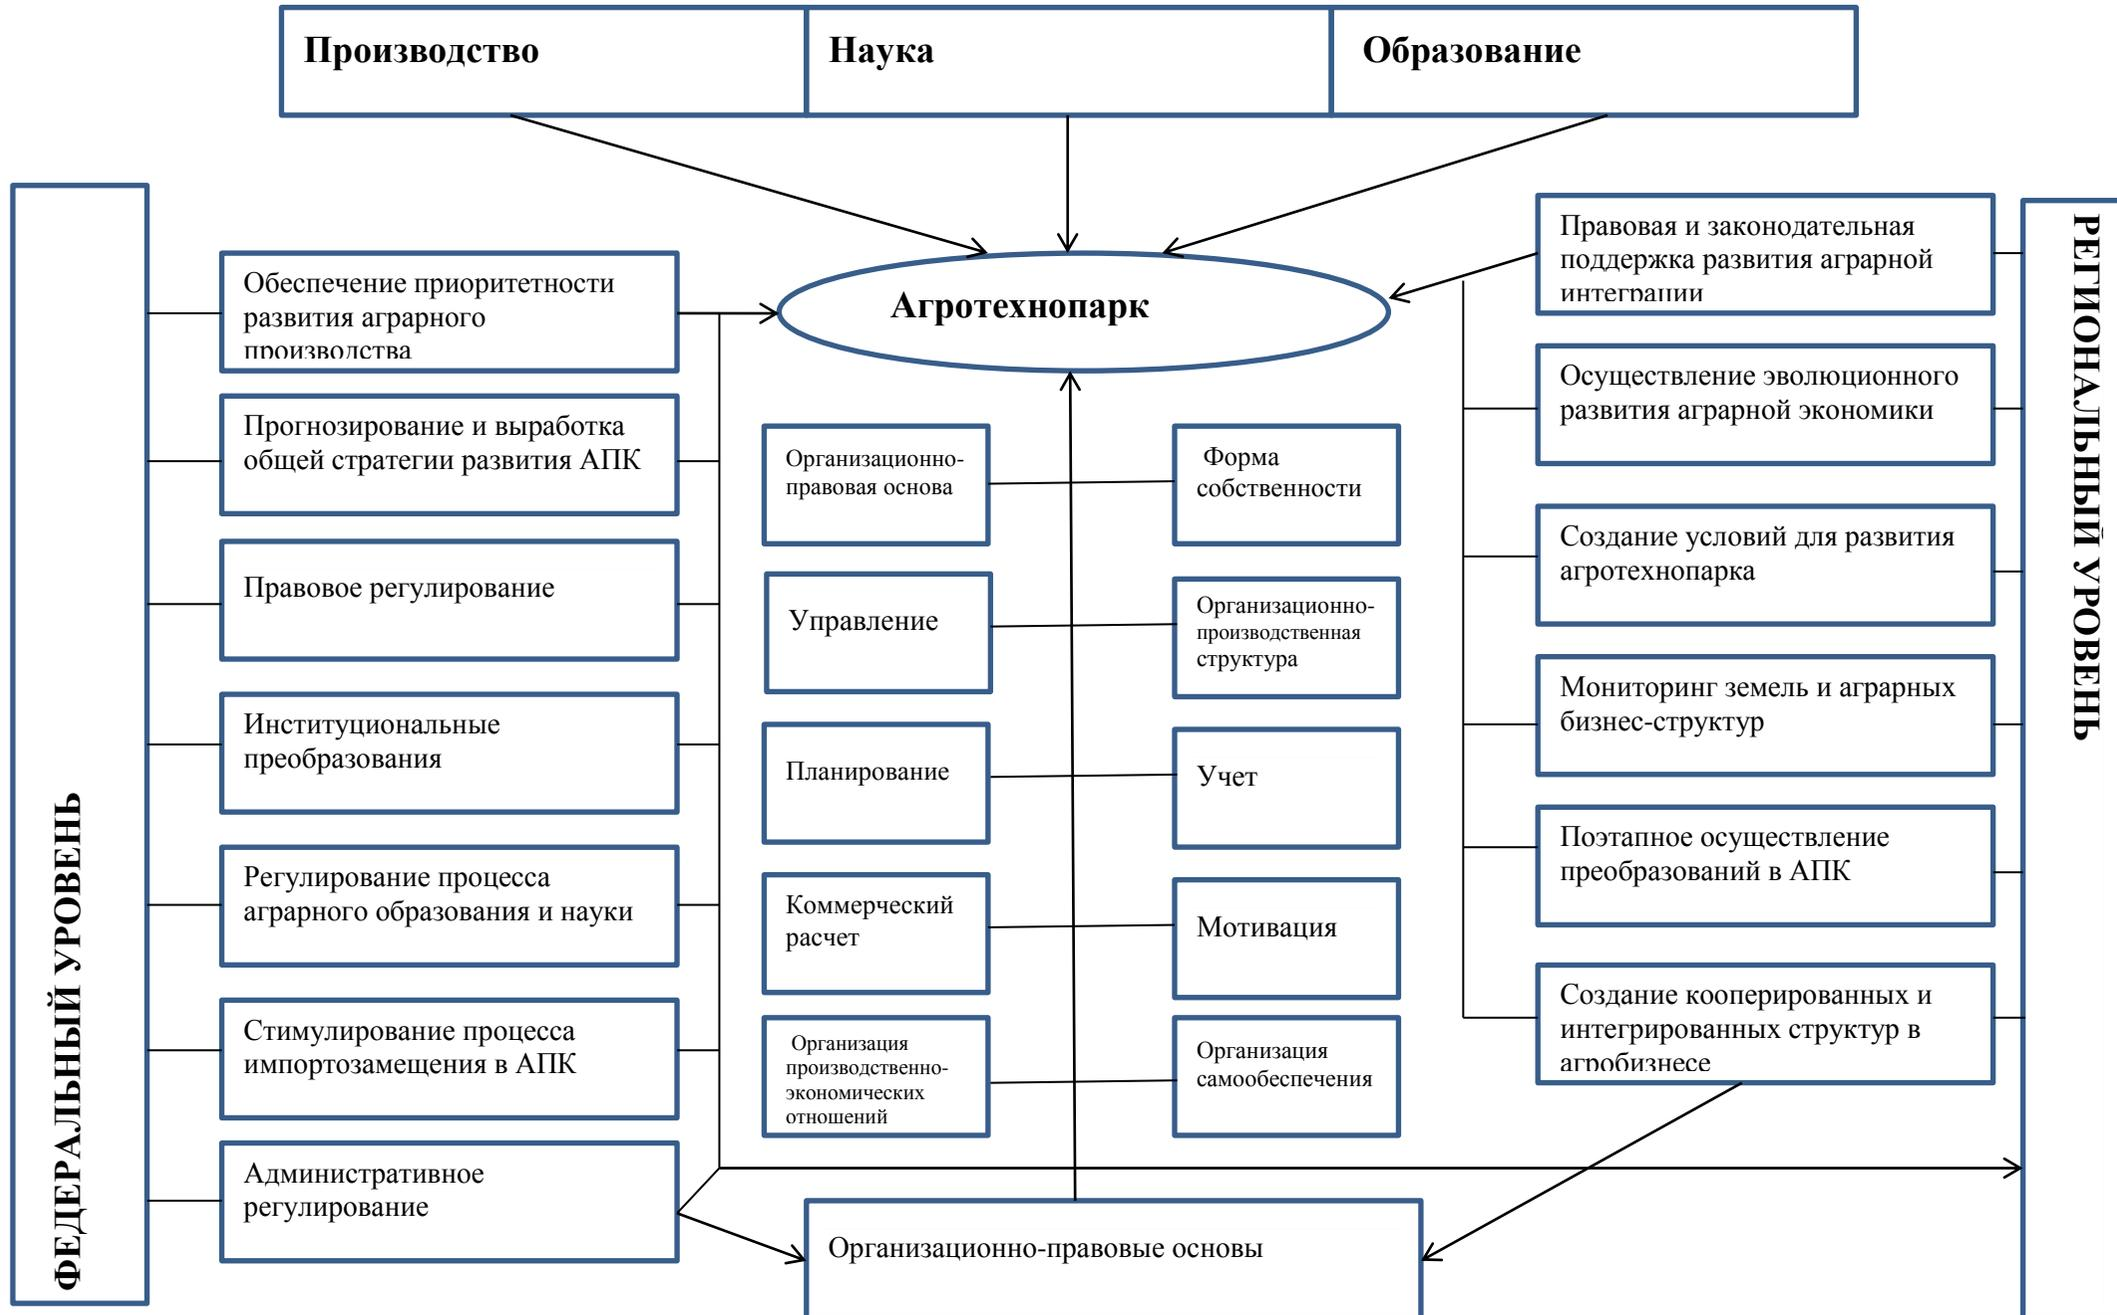 Производство
Наука
Образование
ФЕДЕРАЛЬНЫЙ УРОВЕНЬ
Обеспечение приоритетности
развития аграрного
производства
Прогнозирование и выработка
общей стратегии развития АПК
Правовое регулирование
Институциональные
преобразования
Регулирование процесса
аграрного образования и науки
Стимулирование процесса
импортозамещения в АПК
Административное
регулирование
Агротехнопарк
Организационно-
правовая основа
Форма
собственности
Управление
Организационно-
производственная
структура
Планирование
Учет
Коммерческий
расчет
Мотивация
Организация
производственно-
экономических
отношений
Организация
самообеспечения
Организационно-правовые основы
Правовая и законодательная
поддержка развития аграрной
интеграции
Осуществление эволюционного
развития аграрной экономики
Создание условий для развития
агротехнопарка
Мониторинг земель и аграрных
бизнес-структур
Поэтапное осуществление
преобразований в АПК
Создание кооперированных и
интегрированных структур в
агробизнесе
РЕГИОНАЛЬНЫЙ УРОВЕНЬ